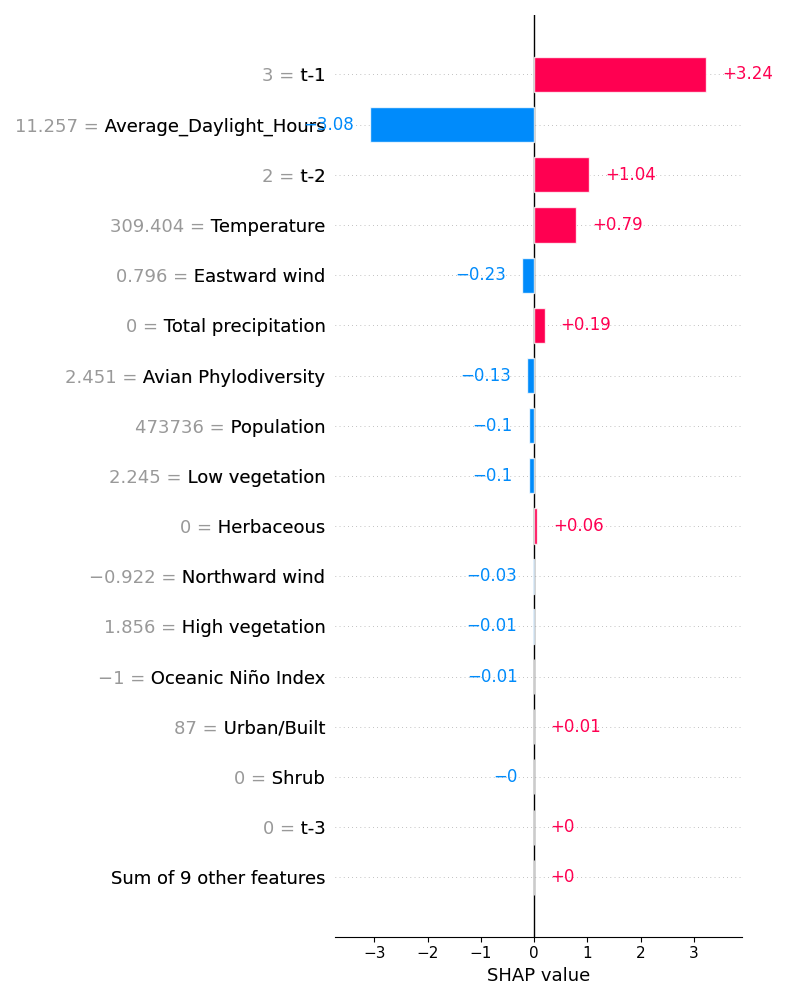 3 = t-1 +3.24
11.257 = Average_Daylight_Hours −3.08
2 = t-2 +1.04
309.404 = Temperature +0.79
0.796 = Eastward wind −0.23
0 = Total precipitation +0.19
2.451 = Avian Phylodiversity −0.13
473736 = Population −0.1
2.245 = Low vegetation −0.1
0 = Herbaceous +0.06
−0.922 = Northward wind −0.03
1.856 = High vegetation −0.01
−1 = Oceanic Niño Index −0.01
87 = Urban/Built +0.01
0 = Shrub −0
0 = t-3 +0
Sum of 9 other features +0
−3 −2 −1 0 1 2 3
SHAP value